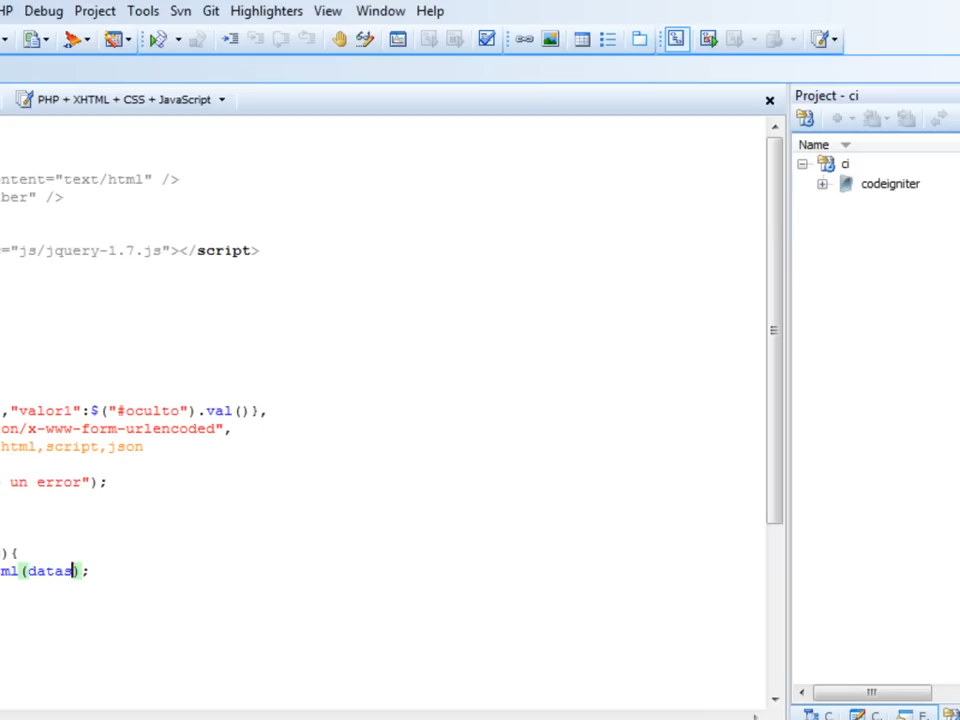 HP Debug Project Tools Svn Git Highlighters View Window Help
PHP + XHTML + CSS + JavaScript
Project - ci
Name
ci
codeigniter
ontent="text/html" />
ber" />
="js/jquery-1.7.js"></script>
,"valor1":$("#oculto").val()},
on/x-www-form-urlencoded",
html,script,json
un error");
){
ml(datas);
C.
C.
F.